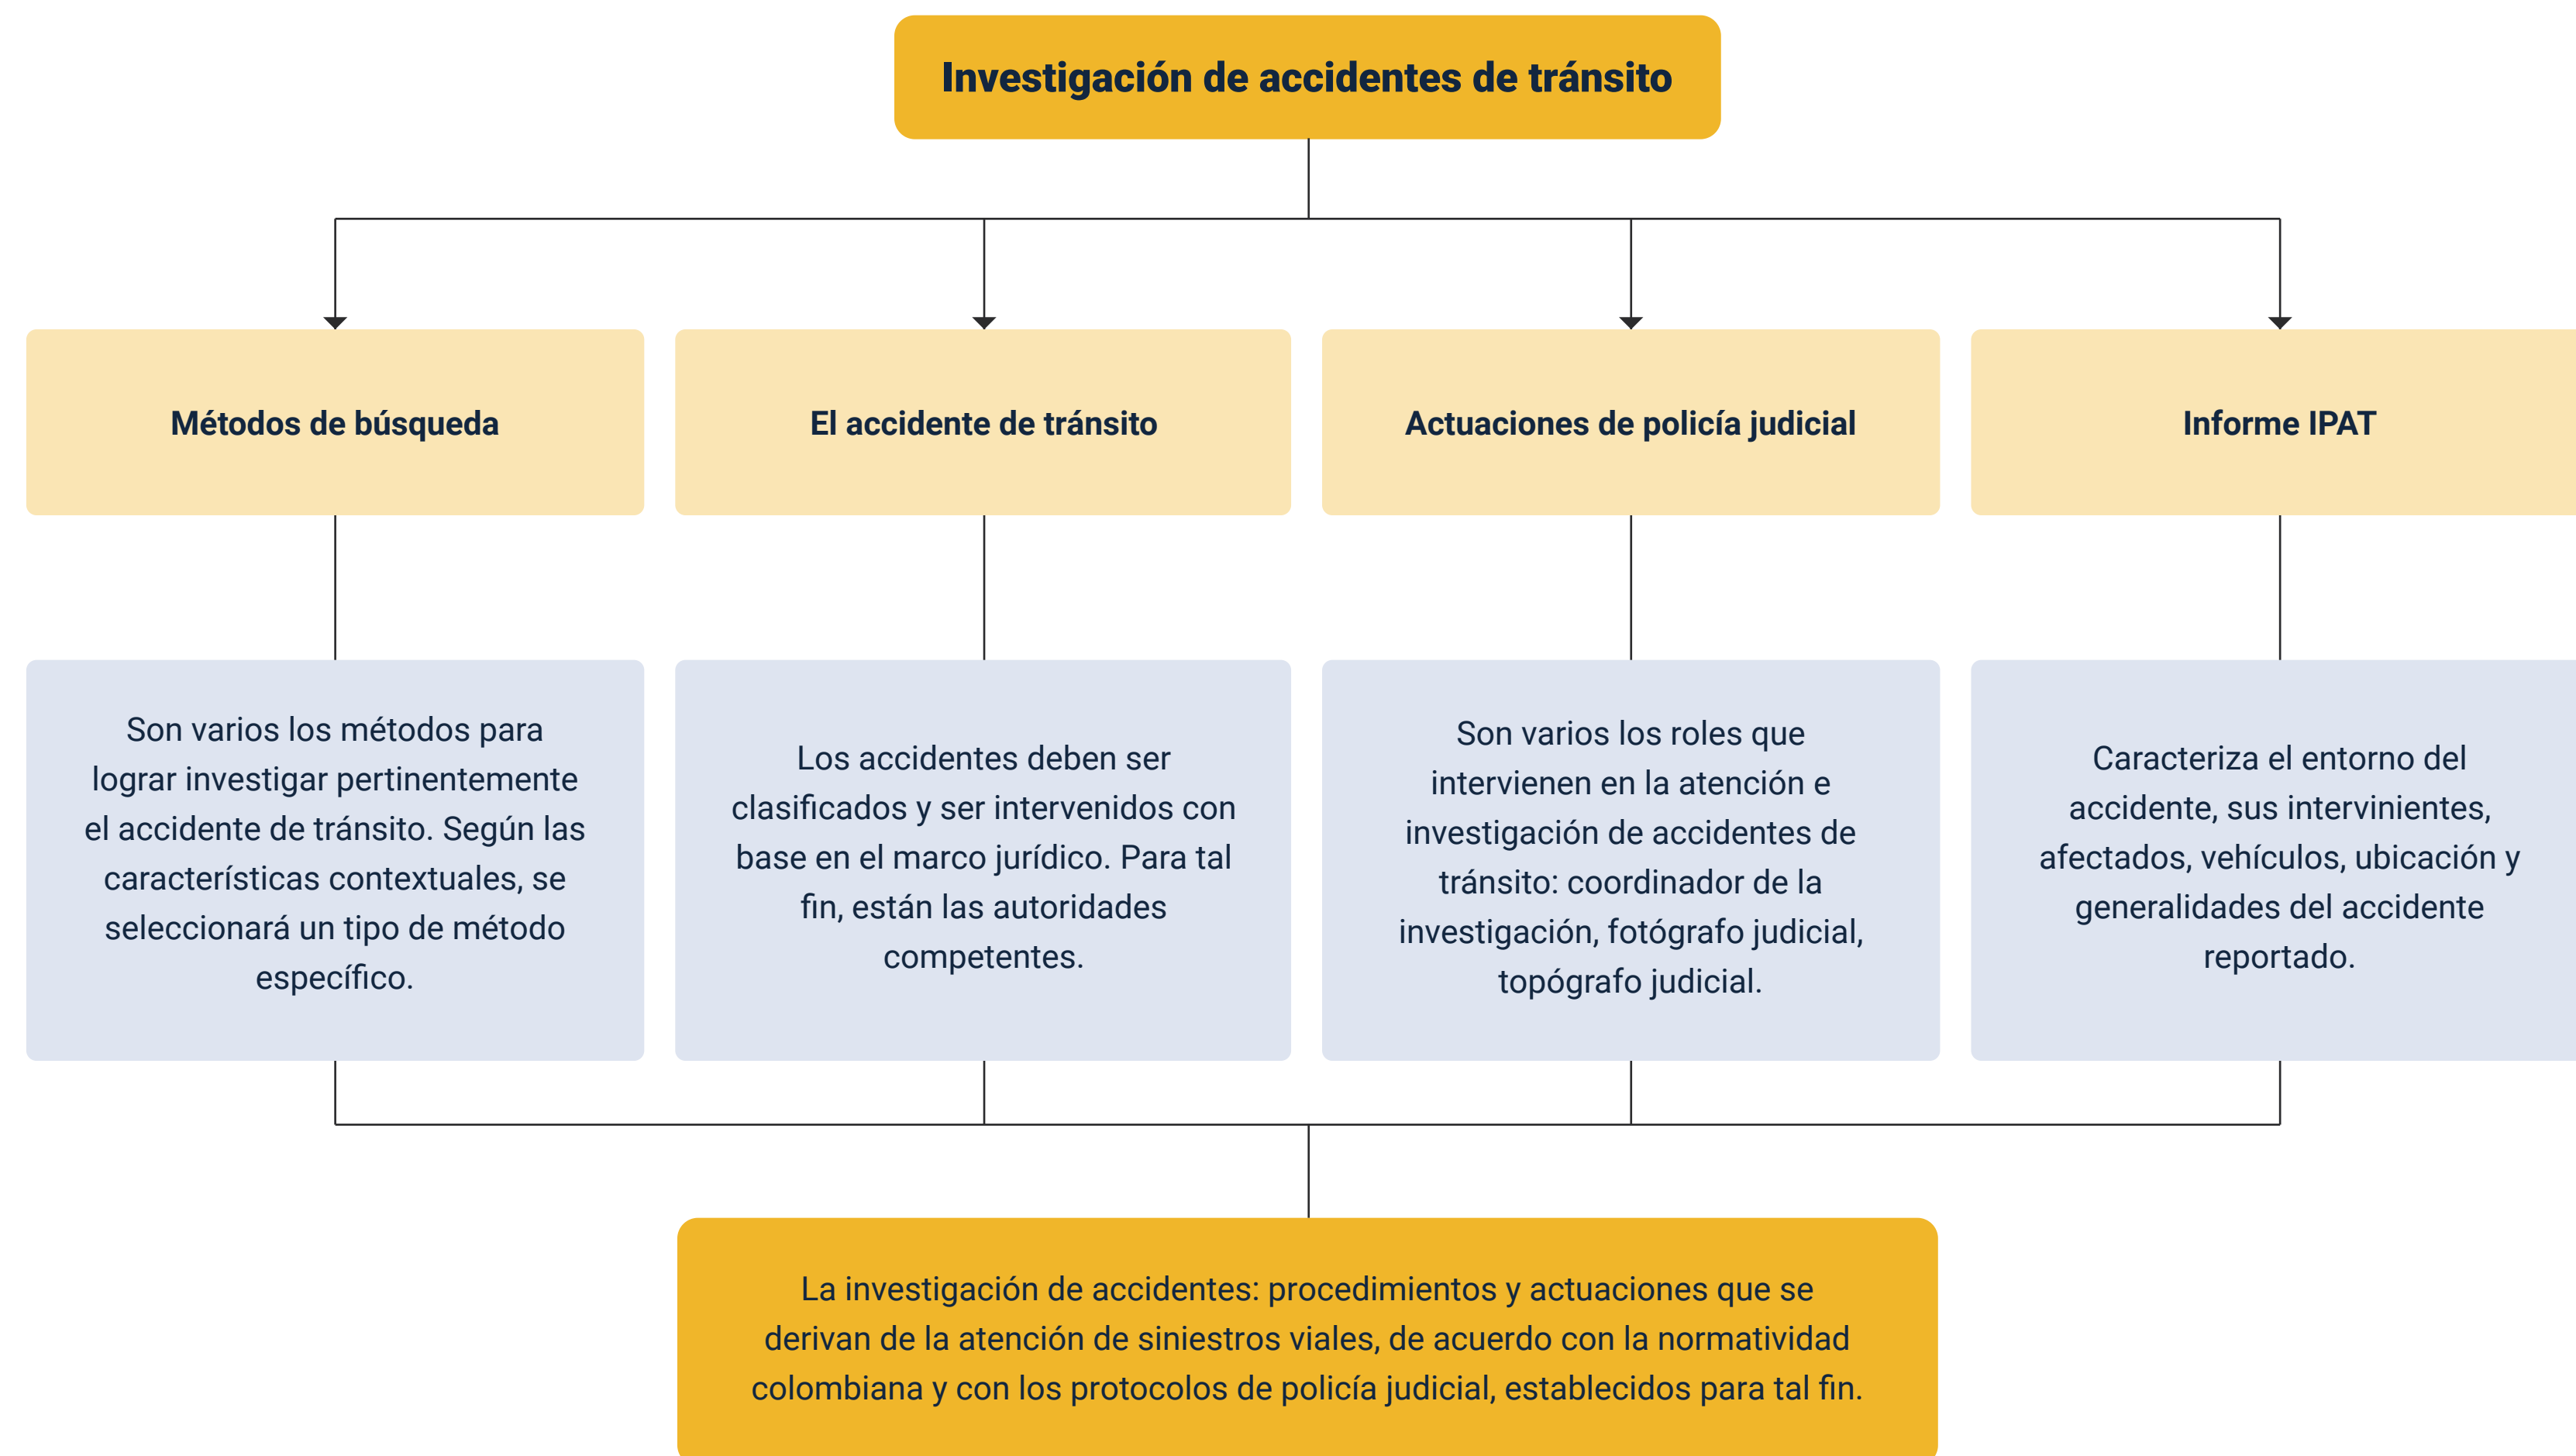 Investigación de accidentes de tránsito
Métodos de búsqueda
El accidente de tránsito
Actuaciones de policía judicial
Informe IPAT
Son varios los métodos para
lograr investigar pertinentemente
el accidente de tránsito. Según las
características contextuales, se
seleccionará un tipo de método
específico.
Los accidentes deben ser
clasificados y ser intervenidos con
base en el marco jurídico. Para tal
fin, están las autoridades
competentes.
Son varios los roles que
intervienen en la atención e
investigación de accidentes de
tránsito: coordinador de la
investigación, fotógrafo judicial,
topógrafo judicial.
Caracteriza el entorno del
accidente, sus intervinientes,
afectados, vehículos, ubicación y
generalidades del accidente
reportado.
La investigación de accidentes: procedimientos y actuaciones que se
derivan de la atención de siniestros viales, de acuerdo con la normatividad
colombiana y con los protocolos de policía judicial, establecidos para tal fin.